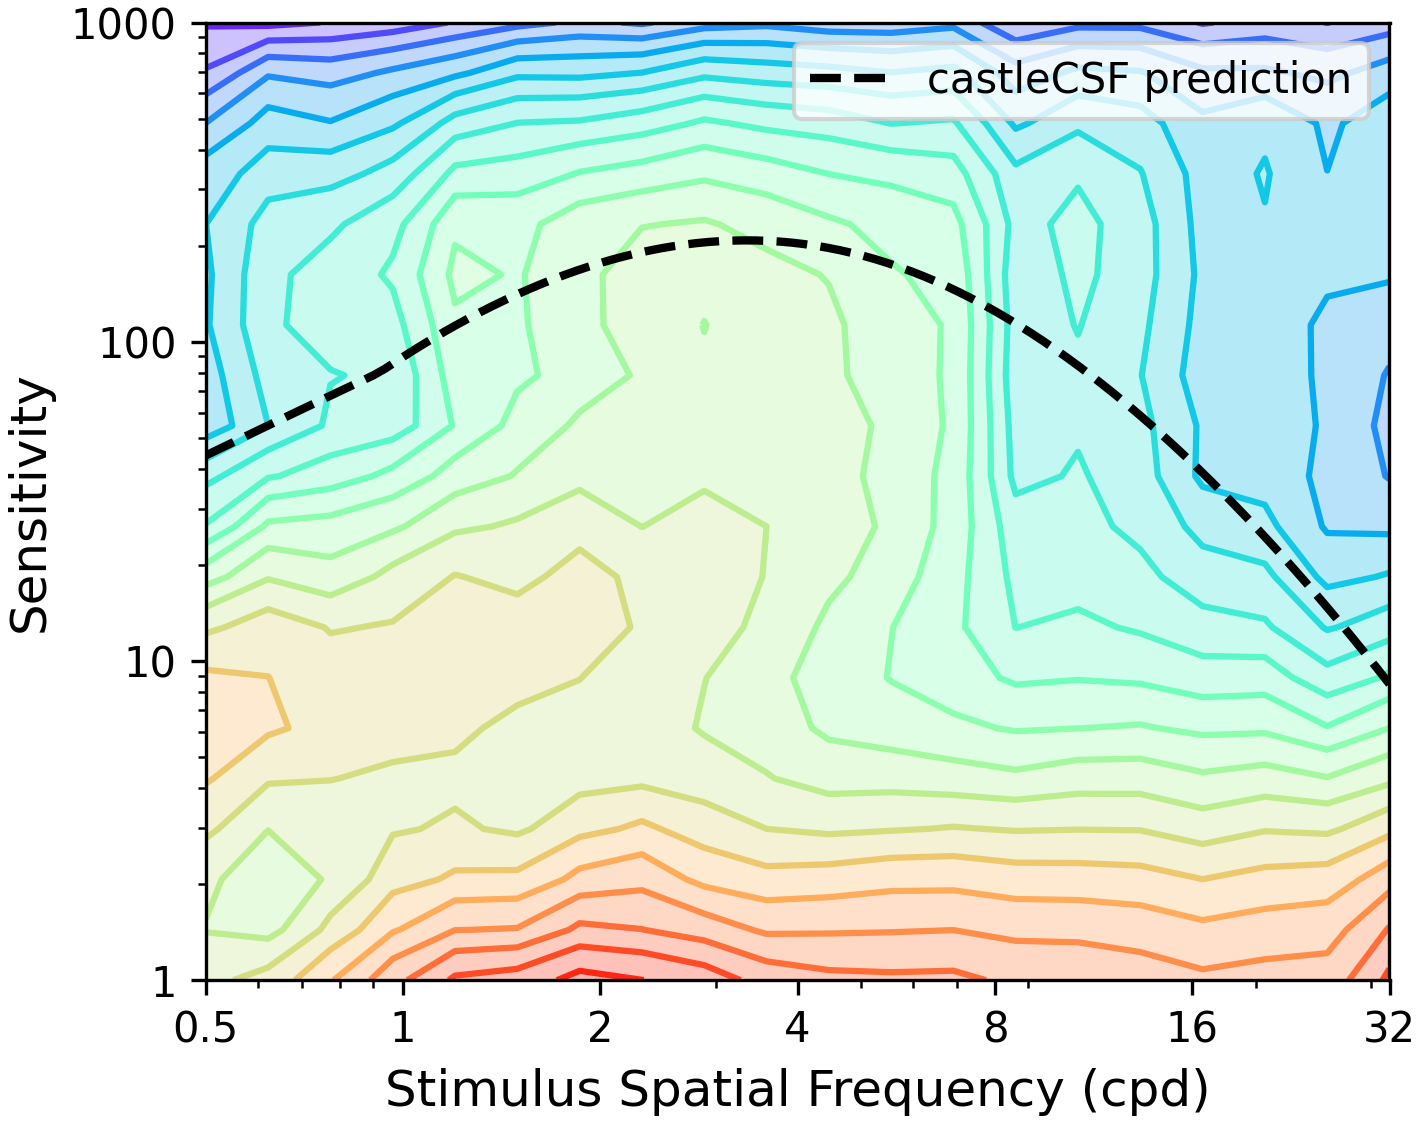 1000
castleCSF prediction
100
10
1
Sensitivity
0.5 1 2 4 8 16 32
Stimulus Spatial Frequency (cpd)